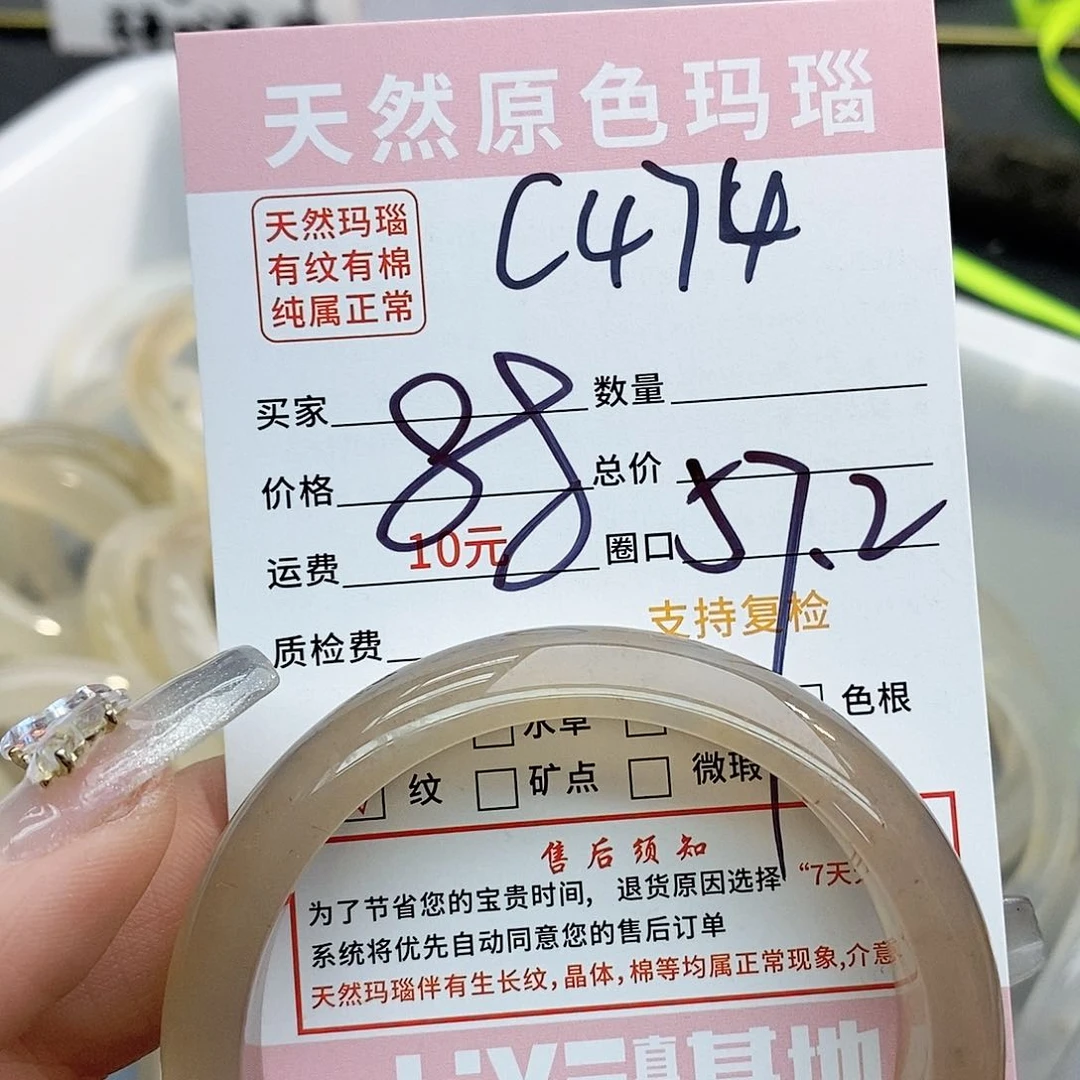 天然原色玛瑙
C474
天然玛瑙
有纹有棉
纯属正常
买家 88 数量
价格 总价
运费 10元 圈口 57.2
支持复检
质检费
色根
水草
纹 矿点 微瑕
售后须知
为了节省您的宝贵时间，退货原因选择“7天
系统将优先自动同意您的售后订单
天然玛瑙伴有生长纹,晶体,棉等均属正常现象,介意
基地